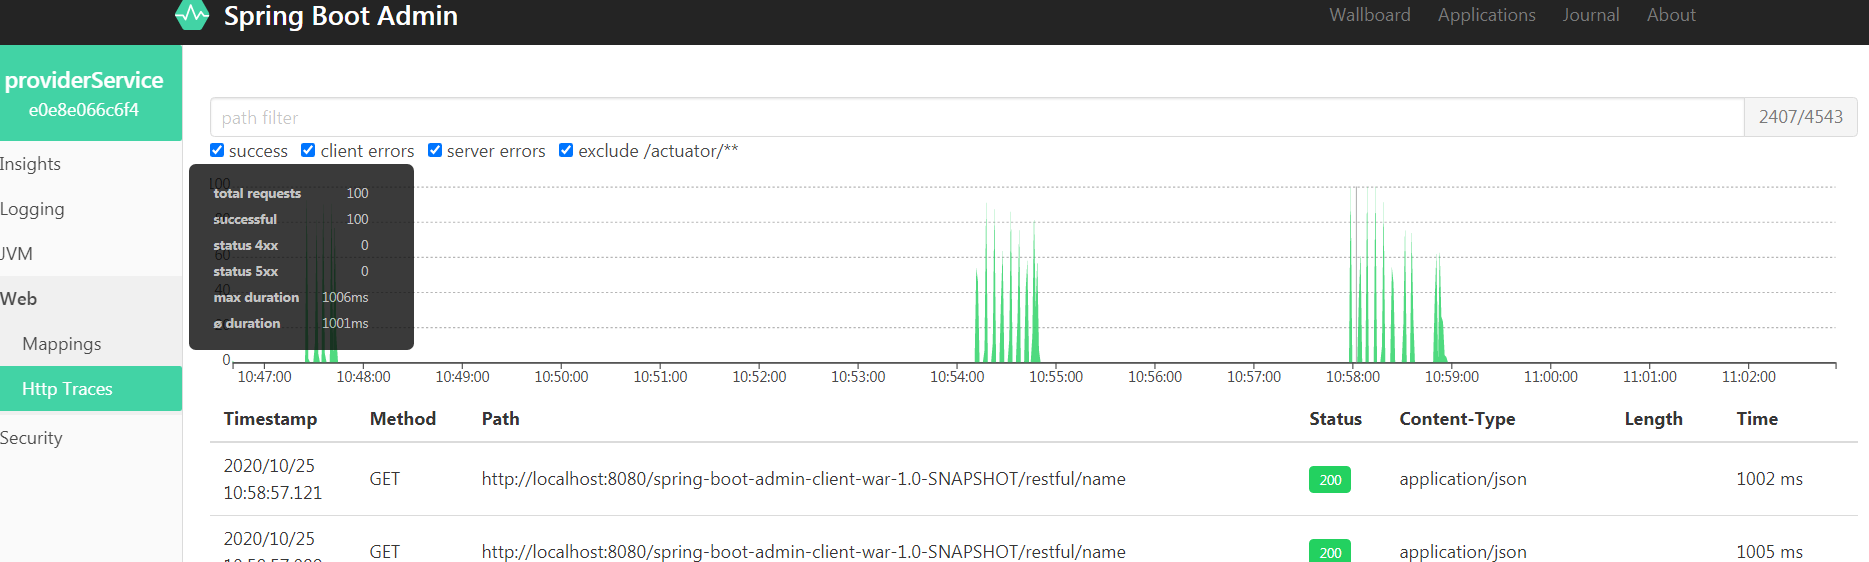 Spring Boot Admin
Wallboard Applications Journal About
providerService
e0e8e066c6f4
Insights
Logging
JVM
Web
Mappings
Http Traces
Security
path filter 2407/4543
success client errors server errors exclude /actuator/**
100
80
60
40
20
0
total requests 100
successful 100
status 4xx 0
status 5xx 0
max duration 1006ms
ø duration 1001ms
10:47:00 10:48:00 10:49:00 10:50:00 10:51:00 10:52:00 10:53:00 10:54:00 10:55:00 10:56:00 10:57:00 10:58:00 10:59:00 11:00:00 11:01:00 11:02:00
Timestamp Method Path Status Content-Type Length Time
2020/10/25
10:58:57.121 GET http://localhost:8080/spring-boot-admin-client-war-1.0-SNAPSHOT/restful/name 200 application/json 1002 ms
2020/10/25
GET http://localhost:8080/spring-boot-admin-client-war-1.0-SNAPSHOT/restful/name 200 application/json 1005 ms